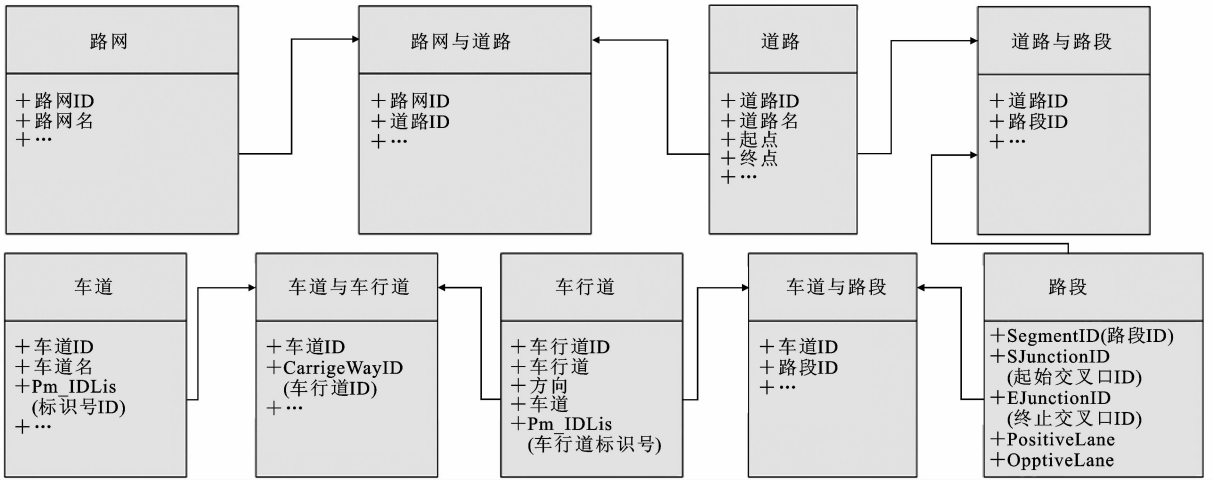 路网
+路网ID
+路网名
+…
路网与道路
+路网ID
+道路ID
+…
道路
+道路ID
+道路名
+起点
+终点
+…
道路与路段
+道路ID
+路段ID
+…
车道
+车道ID
+车道名
+Pm_IDLis
(标识号ID)
+…
车道与车行道
+车道ID
+CarrigeWayID
(车行道ID)
+…
车行道
+车行道ID
+车行道
+方向
+车道
+Pm_IDLis
(车行道标识号)
车道与路段
+车道ID
+路段ID
+…
路段
+SegmentID(路段ID)
+SJunctionID
(起始交叉口ID)
+EJunctionID
(终止交叉口ID)
+PositiveLane
+OpptiveLane